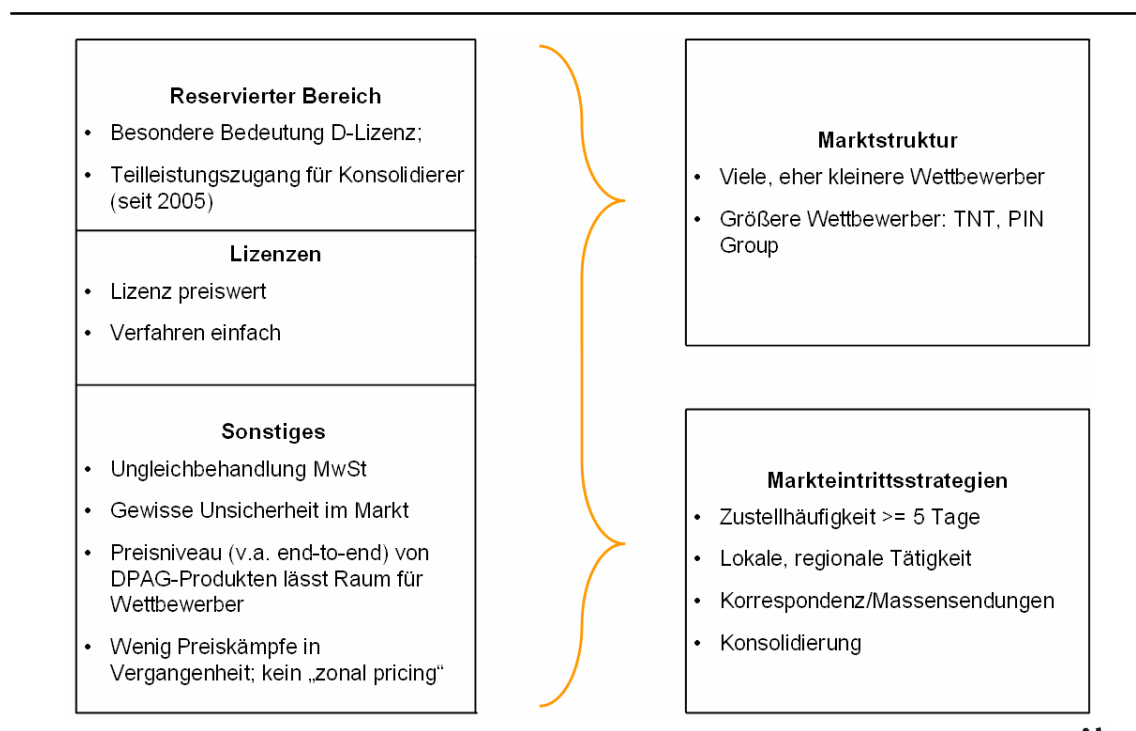 Reservierter Bereich
• Besondere Bedeutung D-Lizenz;
• Teilleistungszugang für Konsolidierer
(seit 2005)
Lizenzen
• Lizenz preiswert
• Verfahren einfach
Sonstiges
• Ungleichbehandlung MwSt
• Gewisse Unsicherheit im Markt
• Preisniveau (v.a. end-to-end) von
DPAG-Produkten lässt Raum für
Wettbewerber
• Wenig Preiskämpfe in
Vergangenheit; kein „zonal pricing“
Marktstruktur
• Viele, eher kleinere Wettbewerber
• Größere Wettbewerber: TNT, PIN
Group
Markteintrittsstrategien
• Zustellhäufigkeit >= 5 Tage
• Lokale, regionale Tätigkeit
• Korrespondenz/Massensendungen
• Konsolidierung